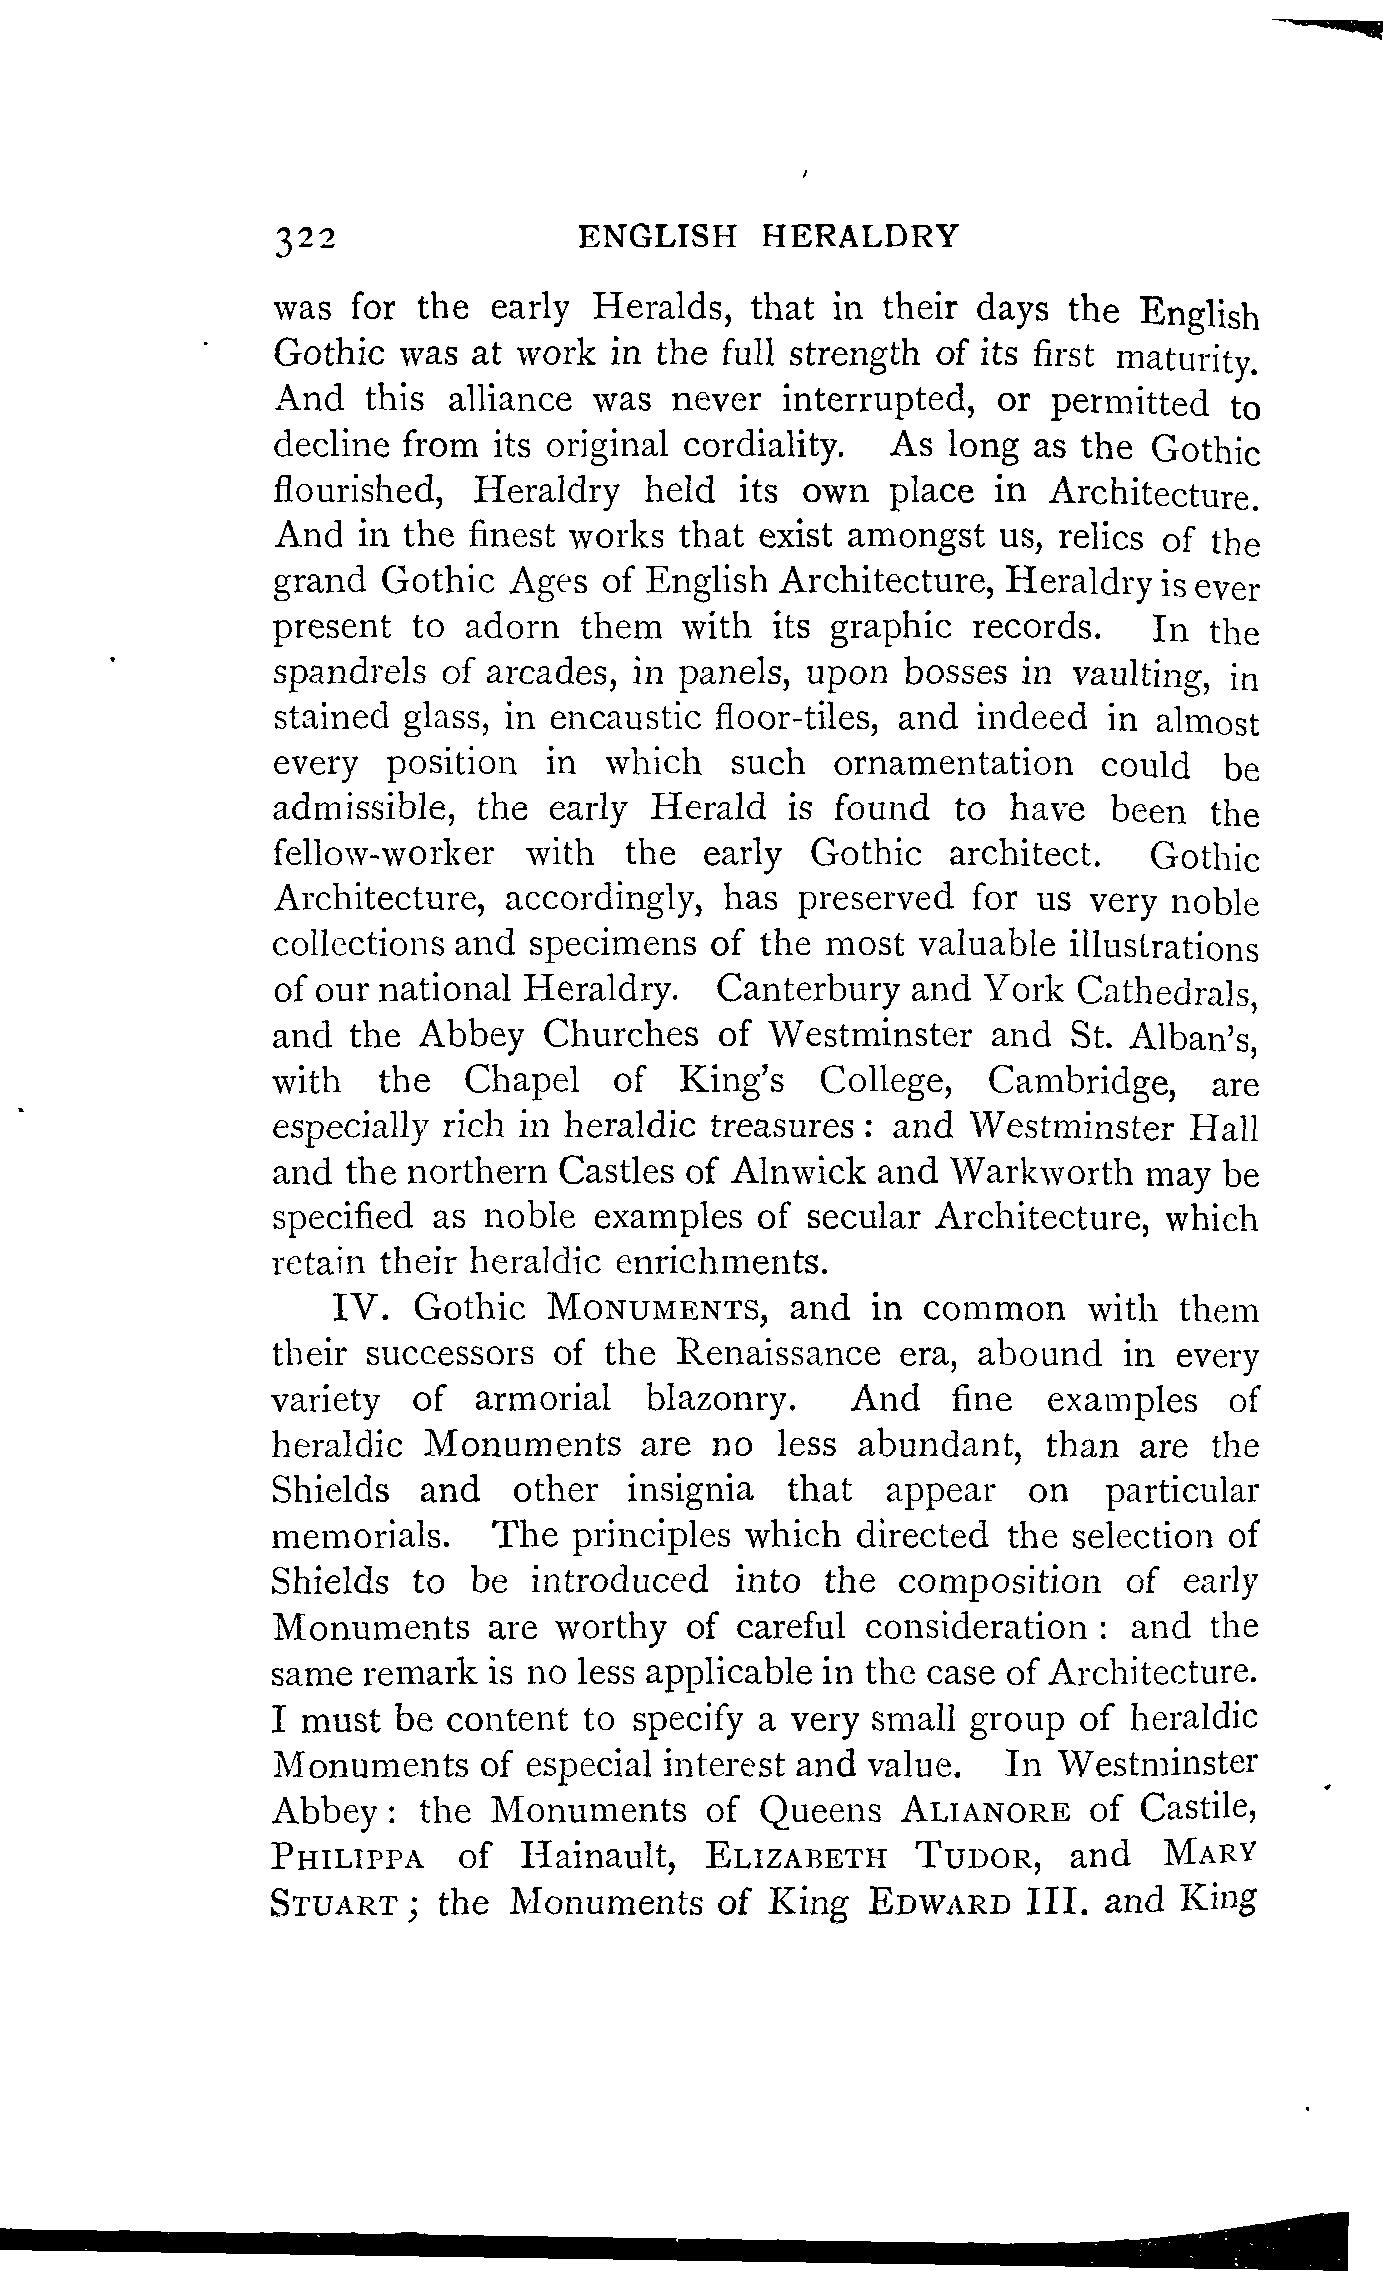 322 ENGLISH HERALDRY
was for the early Heralds, that in their days the English
Gothic was at work in the full strength of its first maturity.
And this alliance was never interrupted, or permitted to
decline from its original cordiality. As long as the Gothic
flourished, Heraldry held its own place in Architecture.
And in the finest works that exist amongst us, relics of the
grand Gothic Ages of English Architecture, Heraldry is ever
present to adorn them with its graphic records. In the
spandrels of arcades, in panels, upon bosses in vaulting, in
stained glass, in encaustic floor-tiles, and indeed in almost
every position in which such ornamentation could be
admissible, the early Herald is found to have been the
fellow-worker with the early Gothic architect. Gothic
Architecture, accordingly, has preserved for us very noble
collections and specimens of the most valuable illustrations
of our national Heraldry. Canterbury and York Cathedrals,
and the Abbey Churches of Westminster and St. Alban's,
with the Chapel of King's College, Cambridge, are
especially rich in heraldic treasures : and Westminster Hall
and the northern Castles of Alnwick and Warkworth may be
specified as noble examples of secular Architecture, which
retain their heraldic enrichments.
IV. Gothic MONUMENTS, and in common with them
their successors of the Renaissance era, abound in every
variety of armorial blazonry. And fine examples of
heraldic Monuments are no less abundant, than are the
Shields and other insignia that appear on particular
memorials. The principles which directed the selection of
Shields to be introduced into the composition of early
Monuments are worthy of careful consideration : and the
same remark is no less applicable in the case of Architecture.
I must be content to specify a very small group of heraldic
Monuments of especial interest and value. In Westminster
Abbey : the Monuments of Queens ALIANORE of Castile,
PHILIPPA of Hainault, ELIZABETH TUDOR, and MARY
STUART ; the Monuments of King EDWARD III. and King